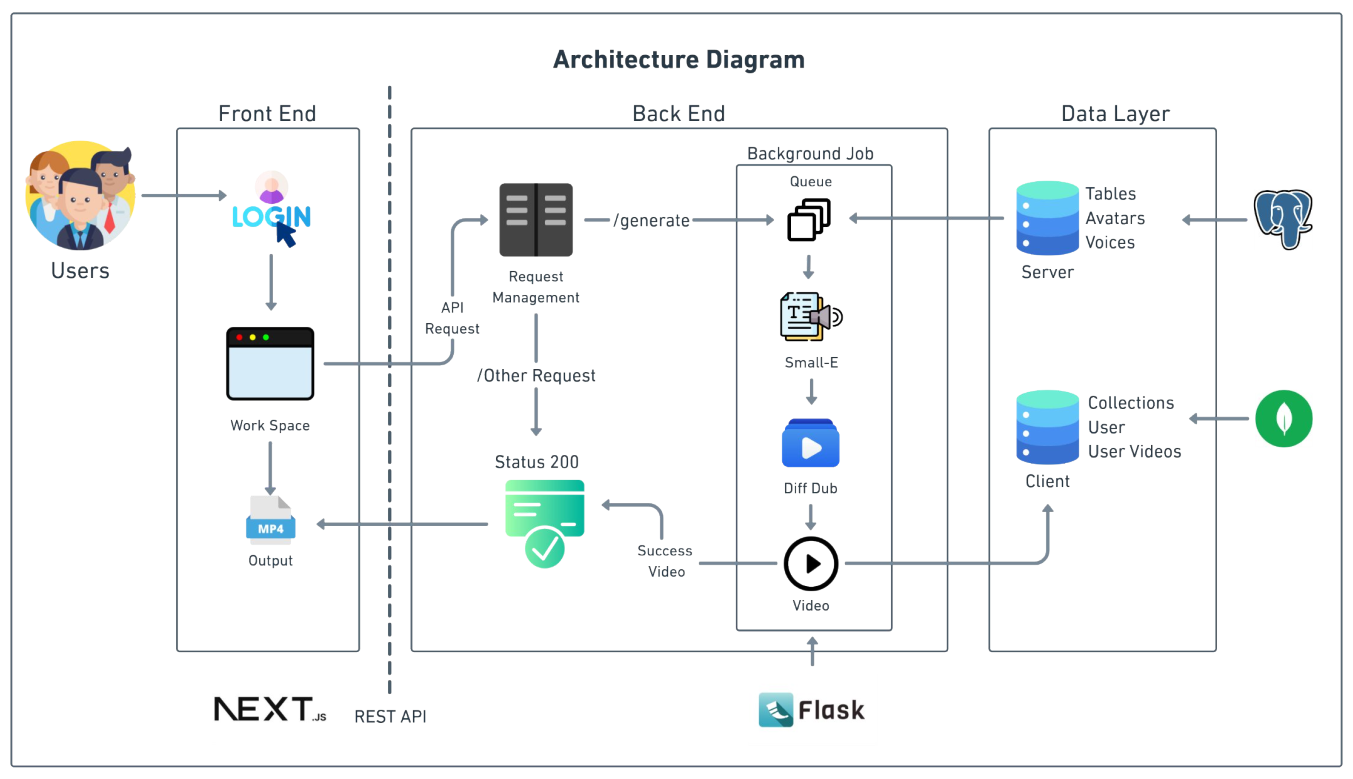 Architecture Diagram
Front End
Back End
Data Layer
Users
LOGIN
Work Space
MP4
Output
API
Request
Request
Management
/generate
/Other Request
Status 200
Success
Video
Background Job
Queue
T
Small-E
Diff Dub
Video
Tables
Avatars
Voices
Server
Collections
User
User Videos
Client
NEXT.JS
REST API
Flask